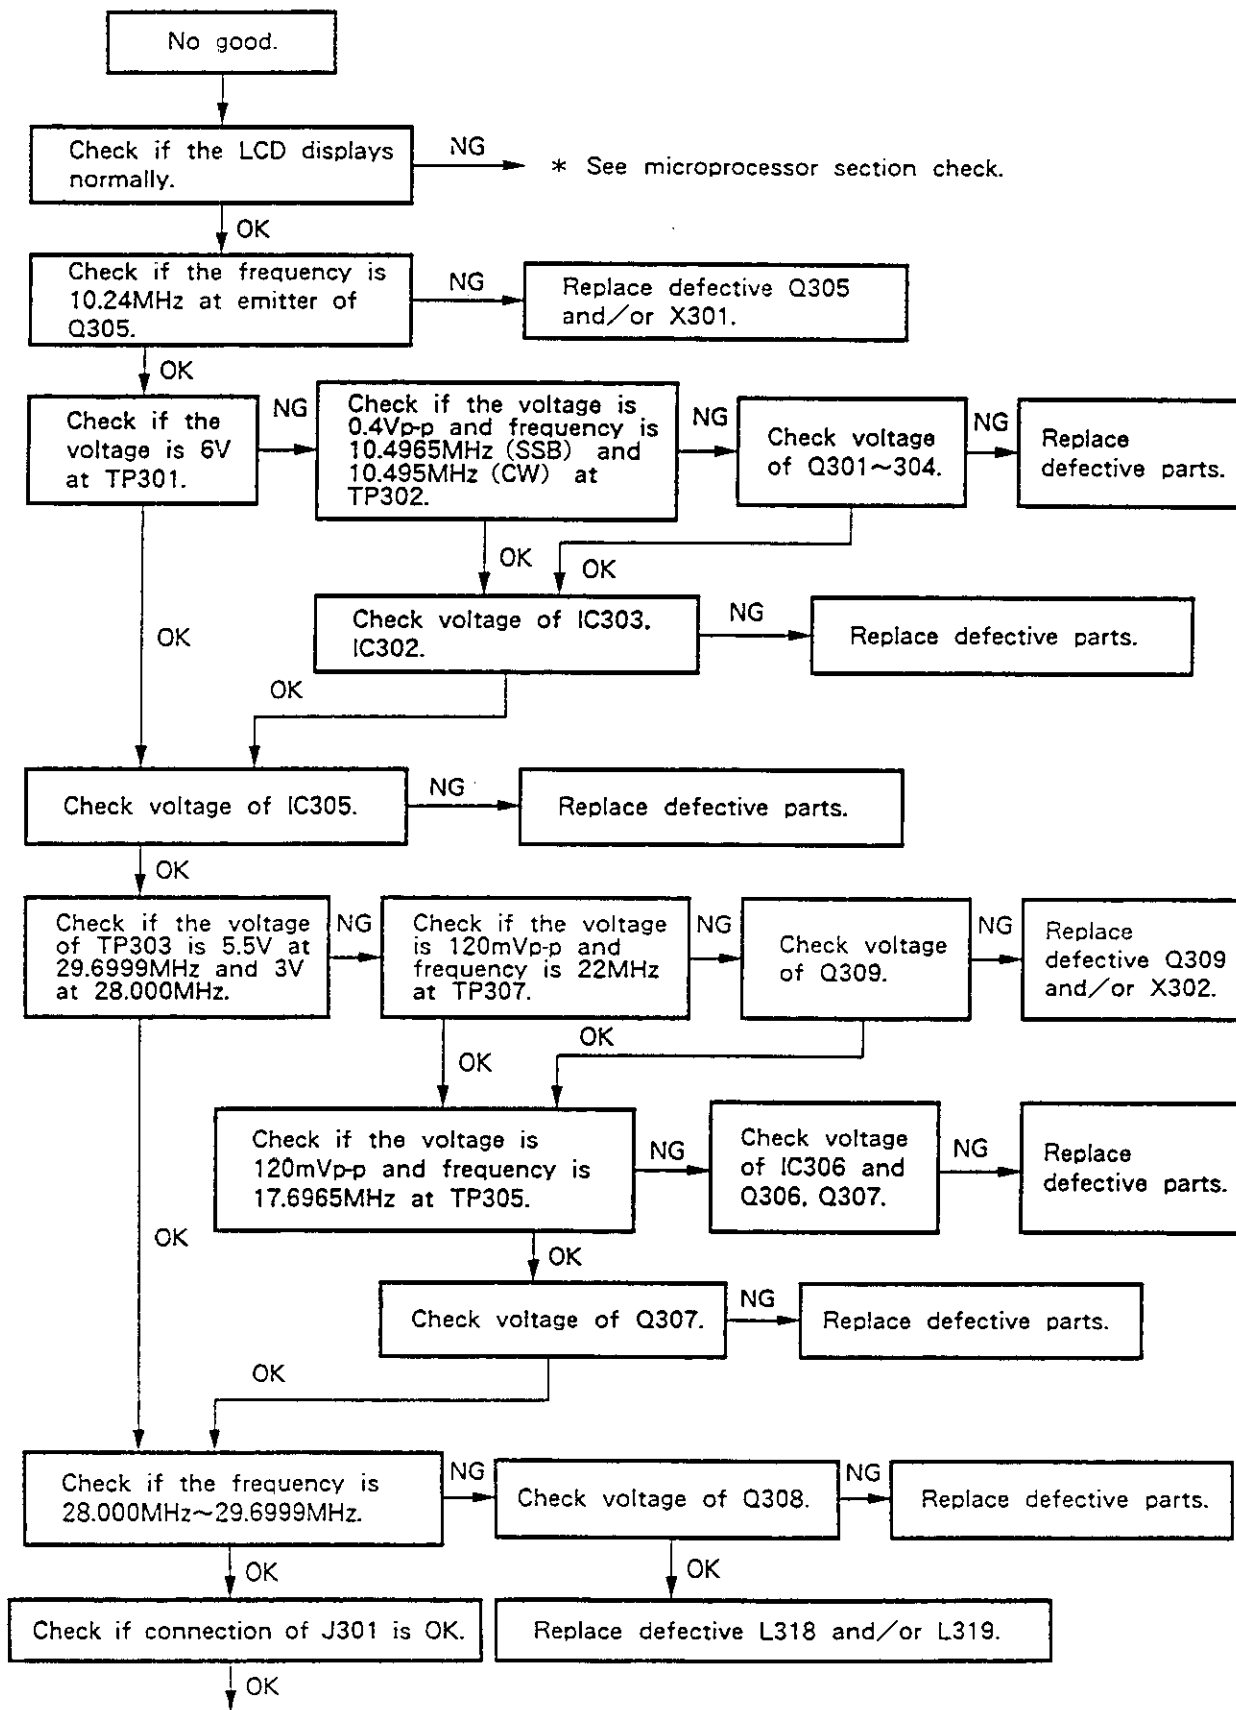 No good.
Check if the LCD displays
normally.
NG
* See microprocessor section check.
OK
Check if the frequency is
10.24MHz at emitter of
Q305.
NG
Replace defective Q305
and/or X301.
OK
Check if the
voltage is 6V
at TP301.
NG
Check if the voltage is
0.4Vp-p and frequency is
10.4965MHz (SSB) and
10.495MHz (CW) at
TP302.
NG
Check voltage
of Q301~304.
NG
Replace
defective parts.
OK
OK
OK
Check voltage of IC303,
IC302.
NG
Replace defective parts.
OK
Check voltage of IC305.
NG
Replace defective parts.
OK
Check if the voltage
of TP303 is 5.5V at
29.6999MHz and 3V
at 28.000MHz.
NG
Check if the voltage
is 120mVp-p and
frequency is 22MHz
at TP307.
NG
Check voltage
of Q309.
NG
Replace
defective Q309
and/or X302.
OK
OK
OK
Check if the voltage is
120mVp-p and frequency is
17.6965MHz at TP305.
NG
Check voltage
of IC306 and
Q306, Q307.
NG
Replace
defective parts.
OK
Check voltage of Q307.
NG
Replace defective parts.
OK
Check if the frequency is
28.000MHz~29.6999MHz.
NG
Check voltage of Q308.
NG
Replace defective parts.
OK
OK
Check if connection of J301 is OK.
Replace defective L318 and/or L319.
OK